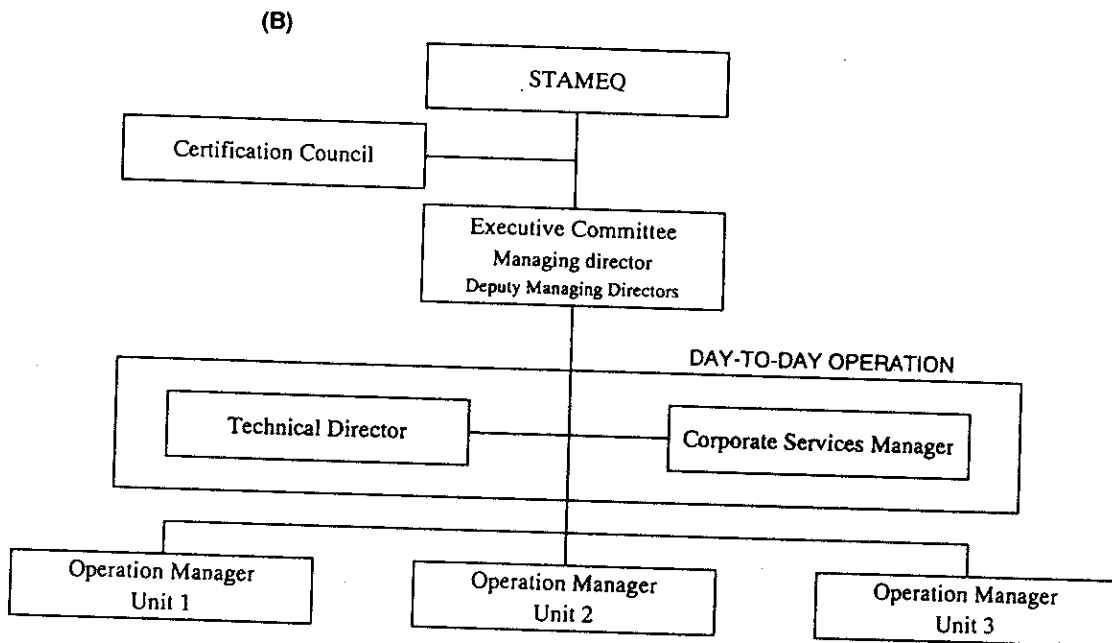 (B)
STAMEQ
Certification Council
Executive Committee
Managing director
Deputy Managing Directors
DAY-TO-DAY OPERATION
Technical Director
Corporate Services Manager
Operation Manager
Unit 1
Operation Manager
Unit 2
Operation Manager
Unit 3